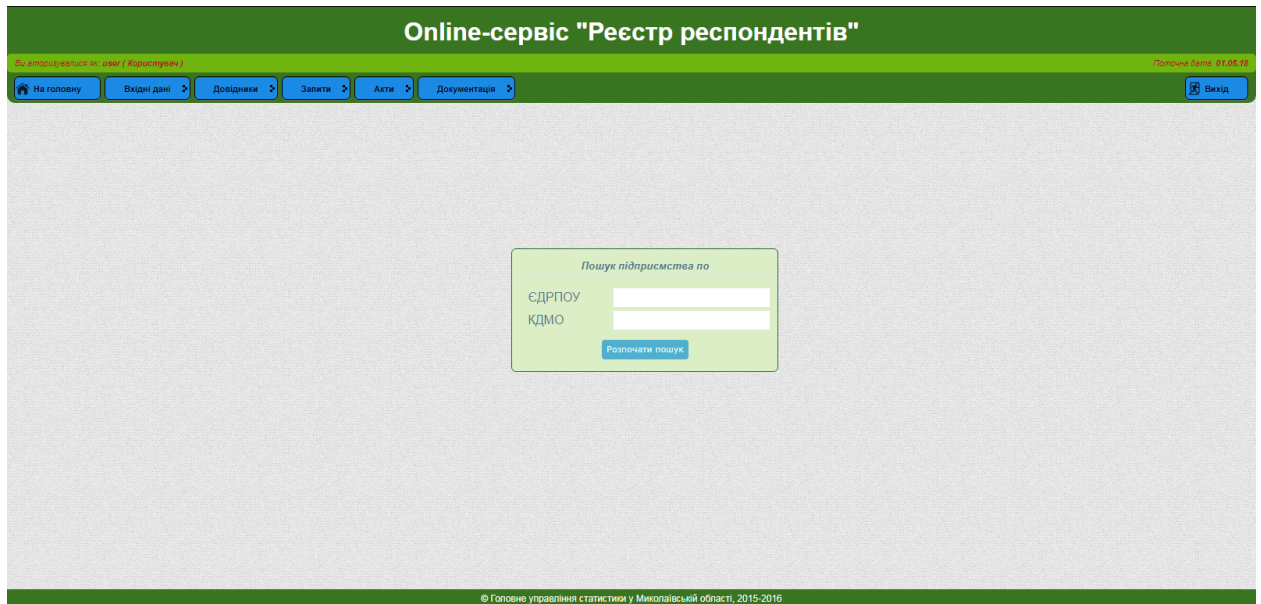 Online-сервіс "Реєстр респондентів"
Ви авторизувалися як: user ( Користувач ) Поточна дата: 01.05.18
На головну Вхідні дані Довідники Запити Акти Документація Вихід
Пошук підприємства по
ЄДРПОУ
КДМО
Розпочати пошук
© Головне управління статистики у Миколаївській області, 2015-2016